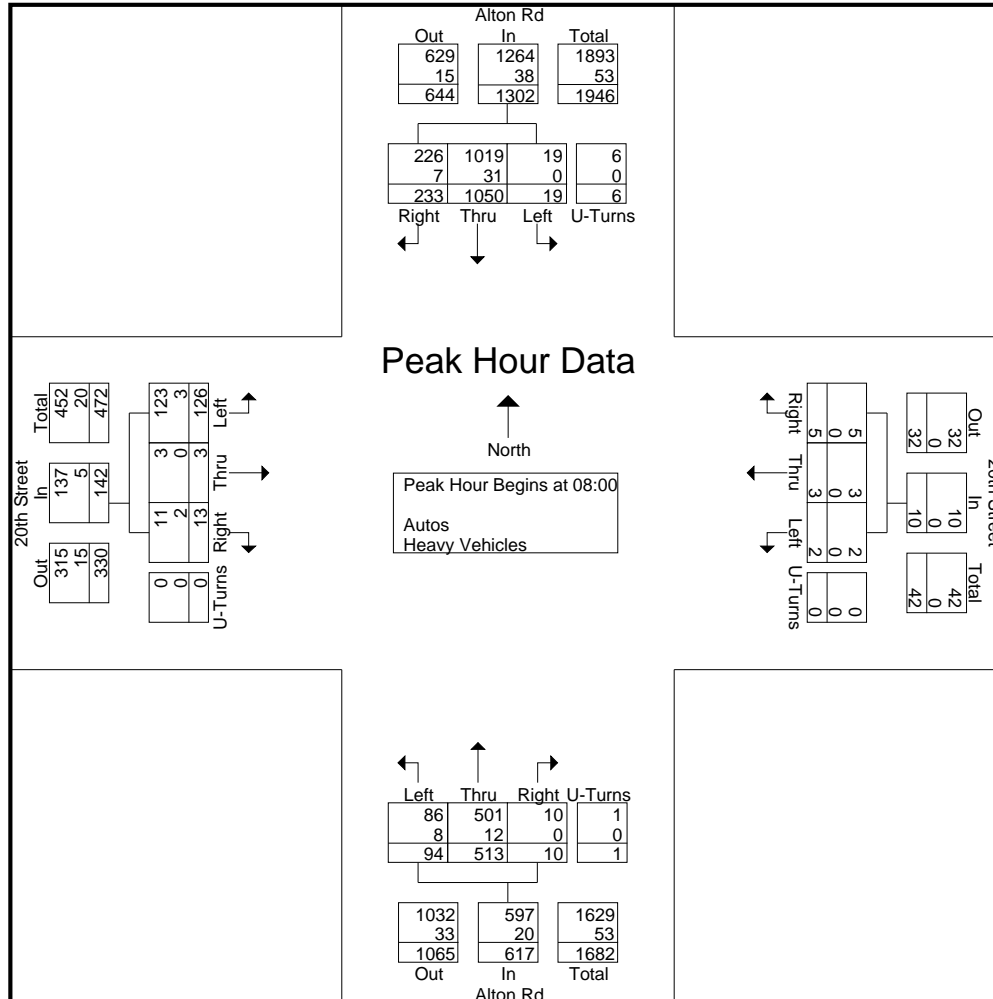 Alton Rd
Out In Total
629 1264 1893
15 38 53
644 1302 1946
226 1019 19 6
7 31 0 0
233 1050 19 6
Right Thru Left U-Turns
Peak Hour Data
North
Peak Hour Begins at 08:00
Autos
Heavy Vehicles
20th Street
Total In Out
452 137 315
20 5 15
472 142 330
123 3 11 0
3 0 2 0
126 3 13 0
Left Thru Right U-Turns
Out In Total
32 10 42
0 0 0
32 10 42
5 3 2 0
0 0 0 0
5 3 2 0
Right Thru Left U-Turns
Left Thru Right U-Turns
86 501 10 1
8 12 0 0
94 513 10 1
1032 597 1629
33 20 53
1065 617 1682
Out In Total
Alton Rd